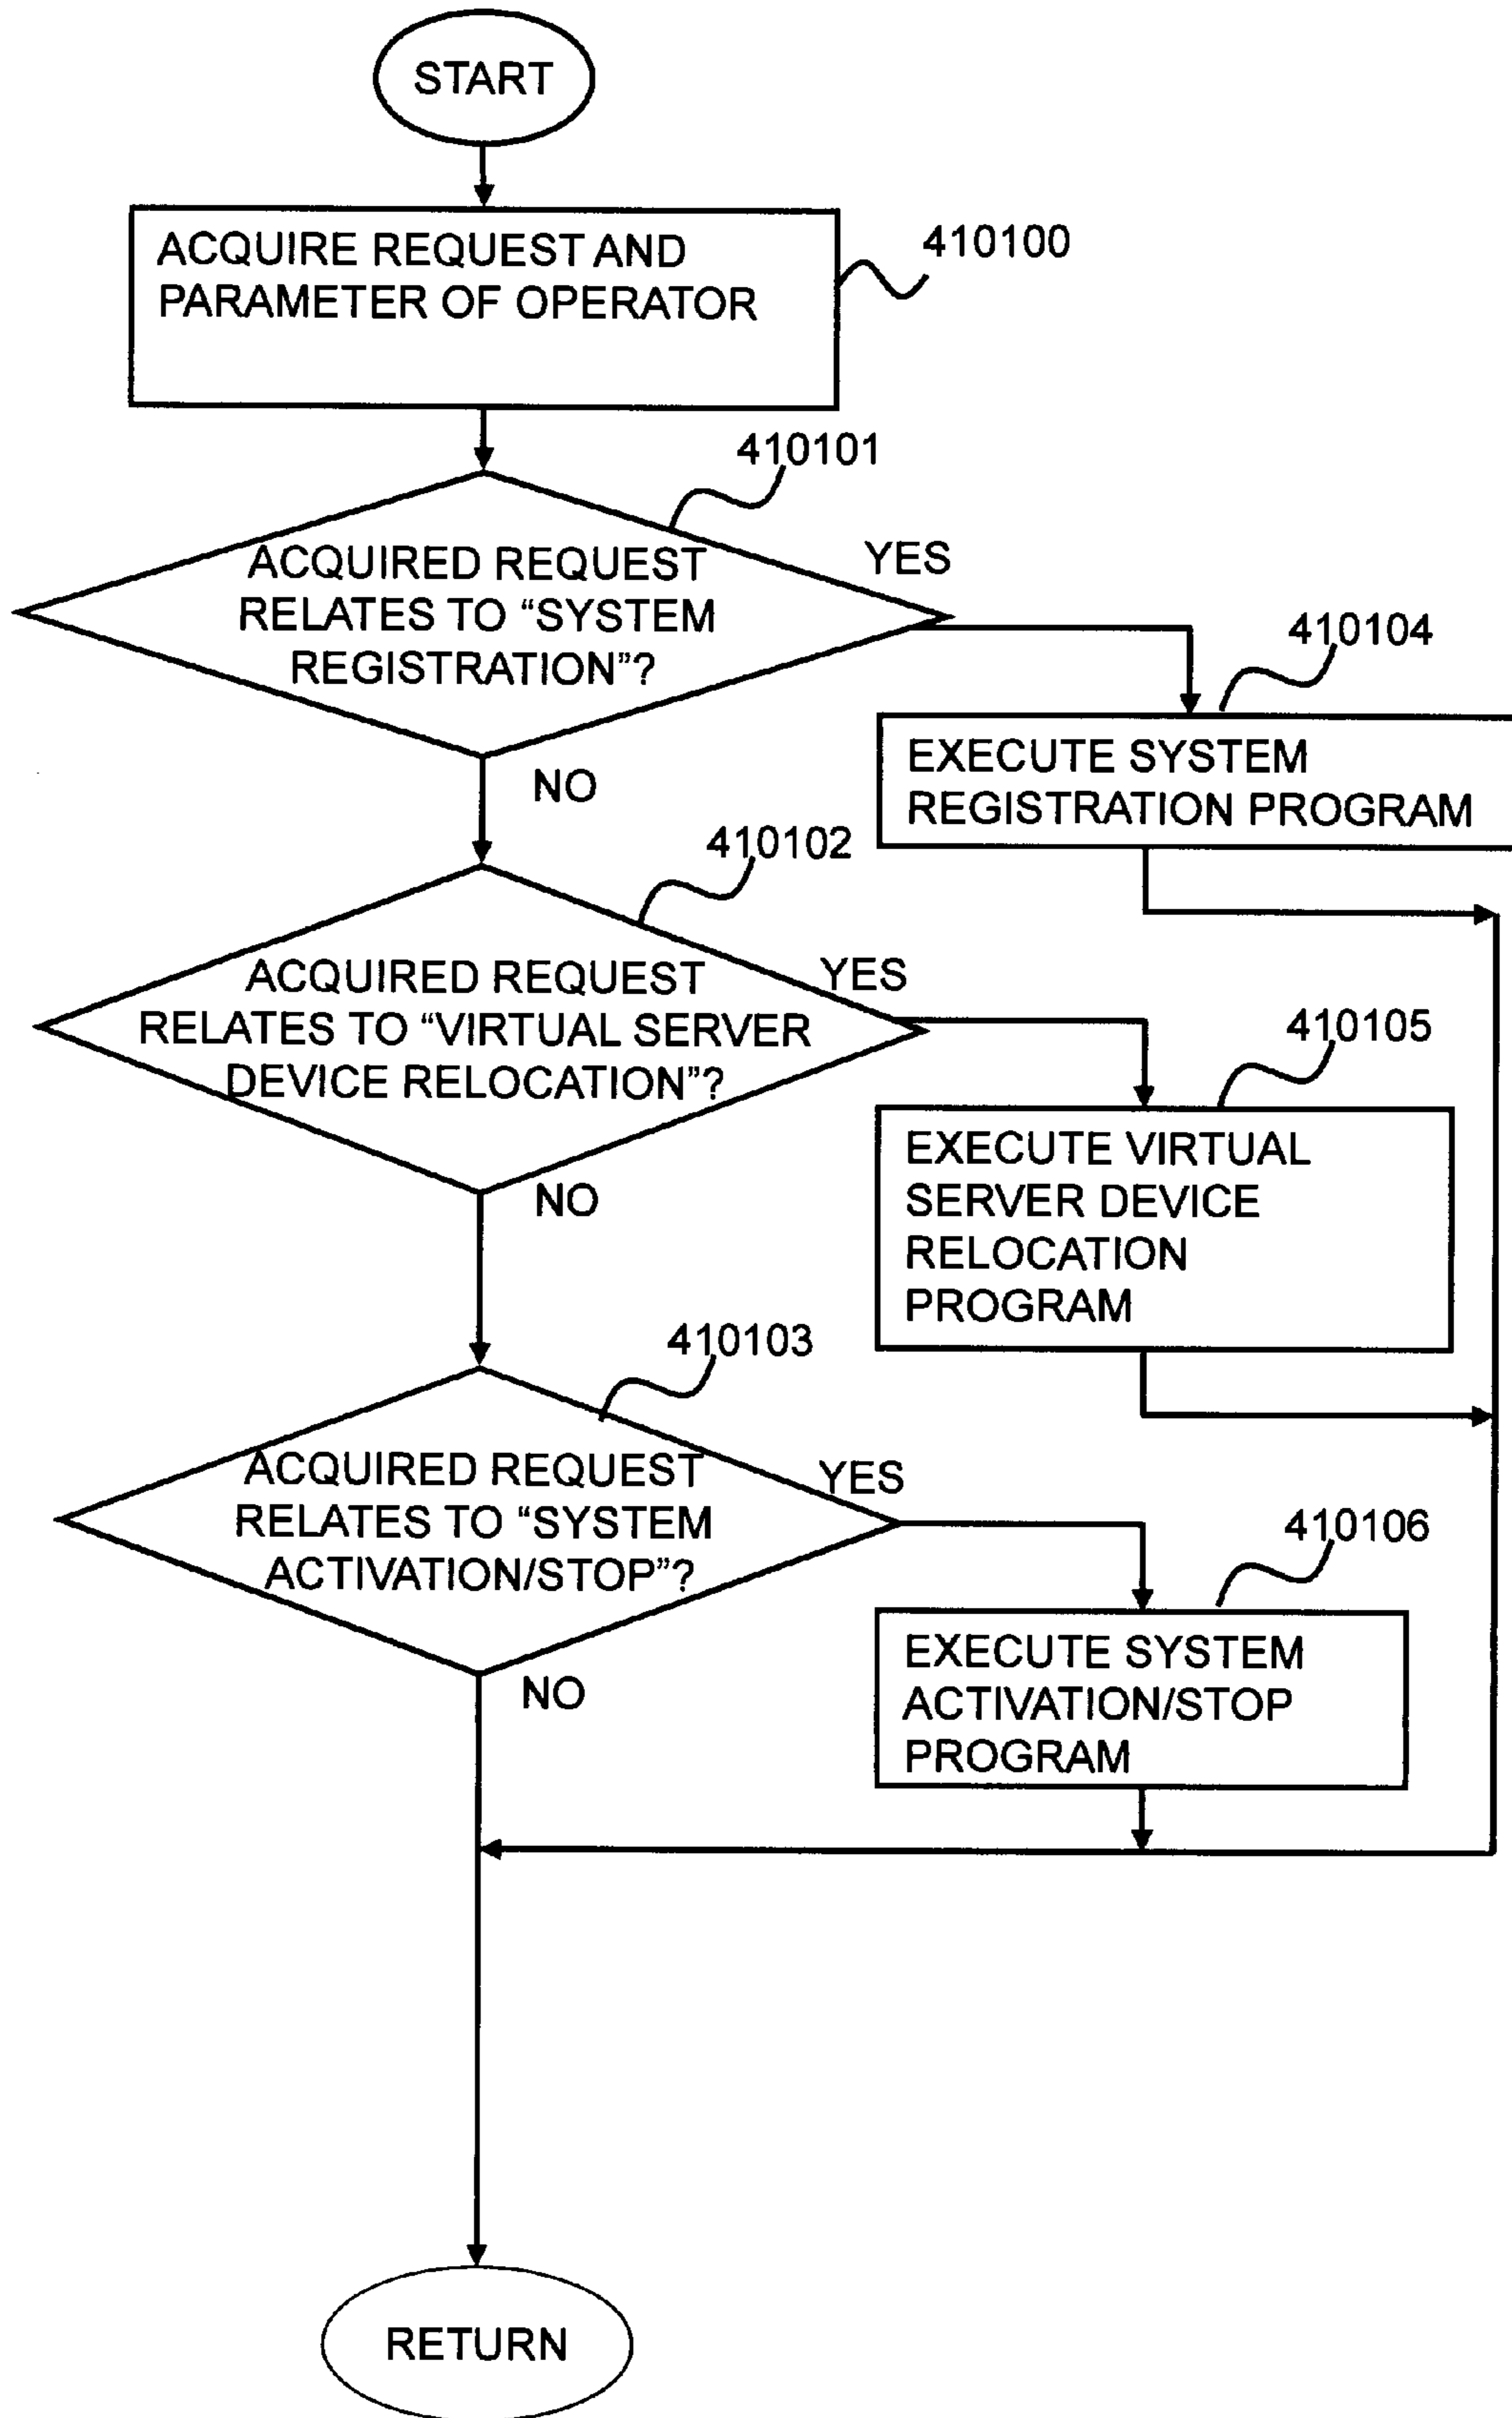 START
ACQUIRE REQUEST AND
PARAMETER OF OPERATOR
410100
410101
ACQUIRED REQUEST
RELATES TO “SYSTEM
REGISTRATION”?
YES
NO
410104
EXECUTE SYSTEM
REGISTRATION PROGRAM
410102
ACQUIRED REQUEST
RELATES TO “VIRTUAL SERVER
DEVICE RELOCATION”?
YES
NO
410105
EXECUTE VIRTUAL
SERVER DEVICE
RELOCATION
PROGRAM
410103
ACQUIRED REQUEST
RELATES TO “SYSTEM
ACTIVATION/STOP”?
YES
NO
410106
EXECUTE SYSTEM
ACTIVATION/STOP
PROGRAM
RETURN